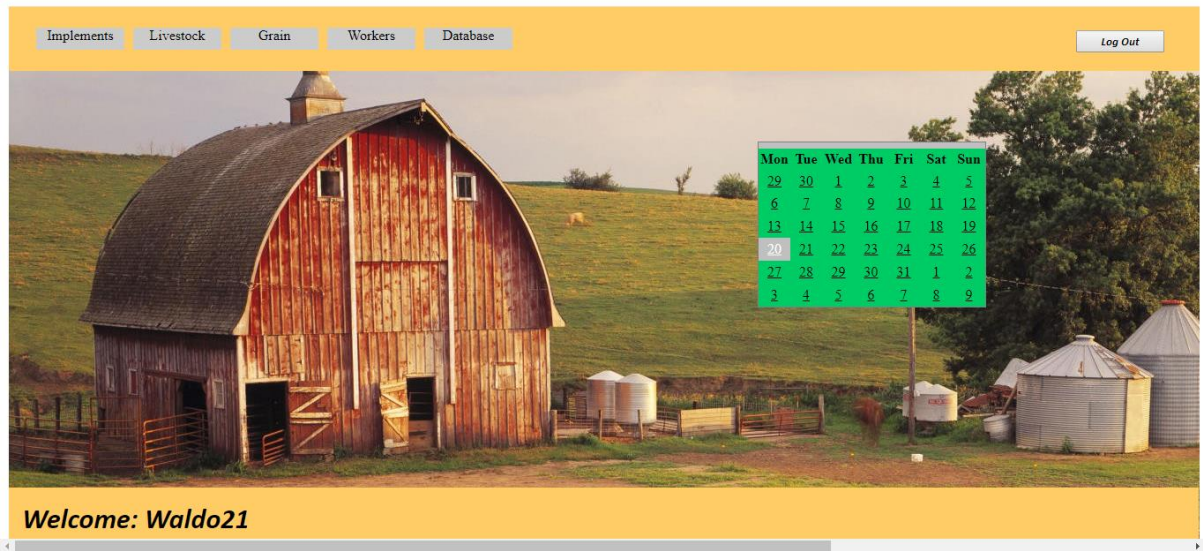 Implements Livestock Grain Workers Database Log Out
Mon Tue Wed Thu Fri Sat Sun
29 30 1 2 3 4 5
6 7 8 9 10 11 12
13 14 15 16 17 18 19
20 21 22 23 24 25 26
27 28 29 30 31 1 2
3 4 5 6 7 8 9
Welcome: Waldo21